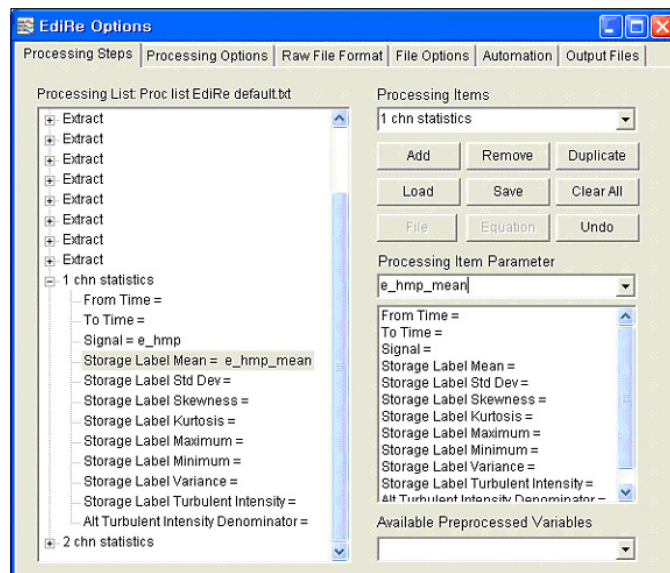 EdiRe Options
Processing Steps
Processing Options
Raw File Format
File Options
Automation
Output Files
Processing List: Proc list EdiRe default.txt
Extract
Extract
Extract
Extract
Extract
Extract
Extract
Extract
1 chn statistics
From Time =
To Time =
Signal = e_hmp
Storage Label Mean = e_hmp_mean
Storage Label Std Dev =
Storage Label Skewness =
Storage Label Kurtosis =
Storage Label Maximum =
Storage Label Minimum =
Storage Label Variance =
Storage Label Turbulent Intensity =
Alt Turbulent Intensity Denominator =
2 chn statistics
Processing Items
1 chn statistics
Add
Remove
Duplicate
Load
Save
Clear All
File
Equation
Undo
Processing Item Parameter
e_hmp_mean
From Time =
To Time =
Signal =
Storage Label Mean =
Storage Label Std Dev =
Storage Label Skewness =
Storage Label Kurtosis =
Storage Label Maximum =
Storage Label Minimum =
Storage Label Variance =
Storage Label Turbulent Intensity =
Alt Turbulent Intensity Denominator =
Available Preprocessed Variables